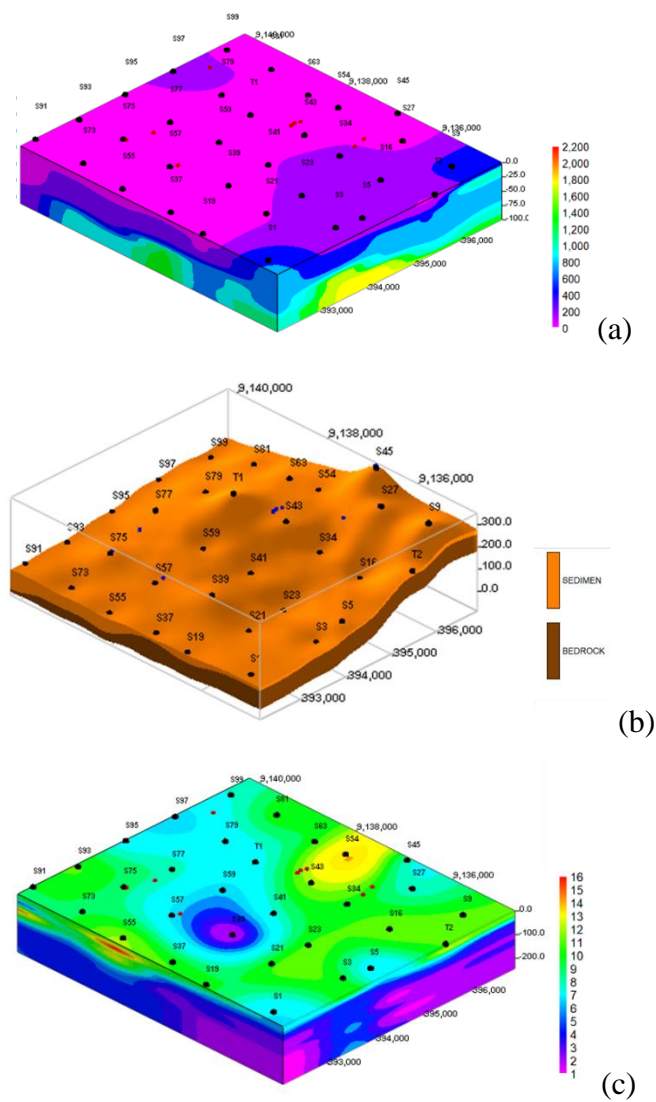 S99
S97 S81 9,140,000
S95 S79 S63
S93 S77 T1 S54 9,138,000
S91 S75 S59 S43 S45
S73 S57 S41 S34 S27
S55 S39 S23 S16 S9 9,136,000
S37 S21 S5 T2
S19 S3
S1
0.0
-25.0
-50.0
-75.0
-100.0
396,000
395,000
394,000
393,000
2,200
2,000
1,800
1,600
1,400
1,200
1,000
800
600
400
200
0
(a)
9,140,000
9,138,000
S99 S81 S45
S97 S63 9,136,000
S79 T1 S54 S27
S95 S77 S43 S9
S93 S75 S59 S34
S91 S57 S41 S16 T2
S73 S39 S23
S55 S21 S5
S37 S19 S3
300.0
200.0
100.0
0.0
396,000
395,000
394,000
393,000
SEDIMEN
BEDROCK
(b)
S99 9,140,000
S97 S81
S95 S79 S63 9,138,000
S93 S77 T1 S54 S45
S91 S75 S59 S43 S27 9,136,000
S73 S57 S41 S34 S9
S55 S39 S23 S16
S37 S21 S5 T2
S19 S3
S1
0.0
-100.0
-200.0
396,000
395,000
394,000
393,000
16
15
14
13
12
11
10
9
8
7
6
5
4
3
2
1
(c)